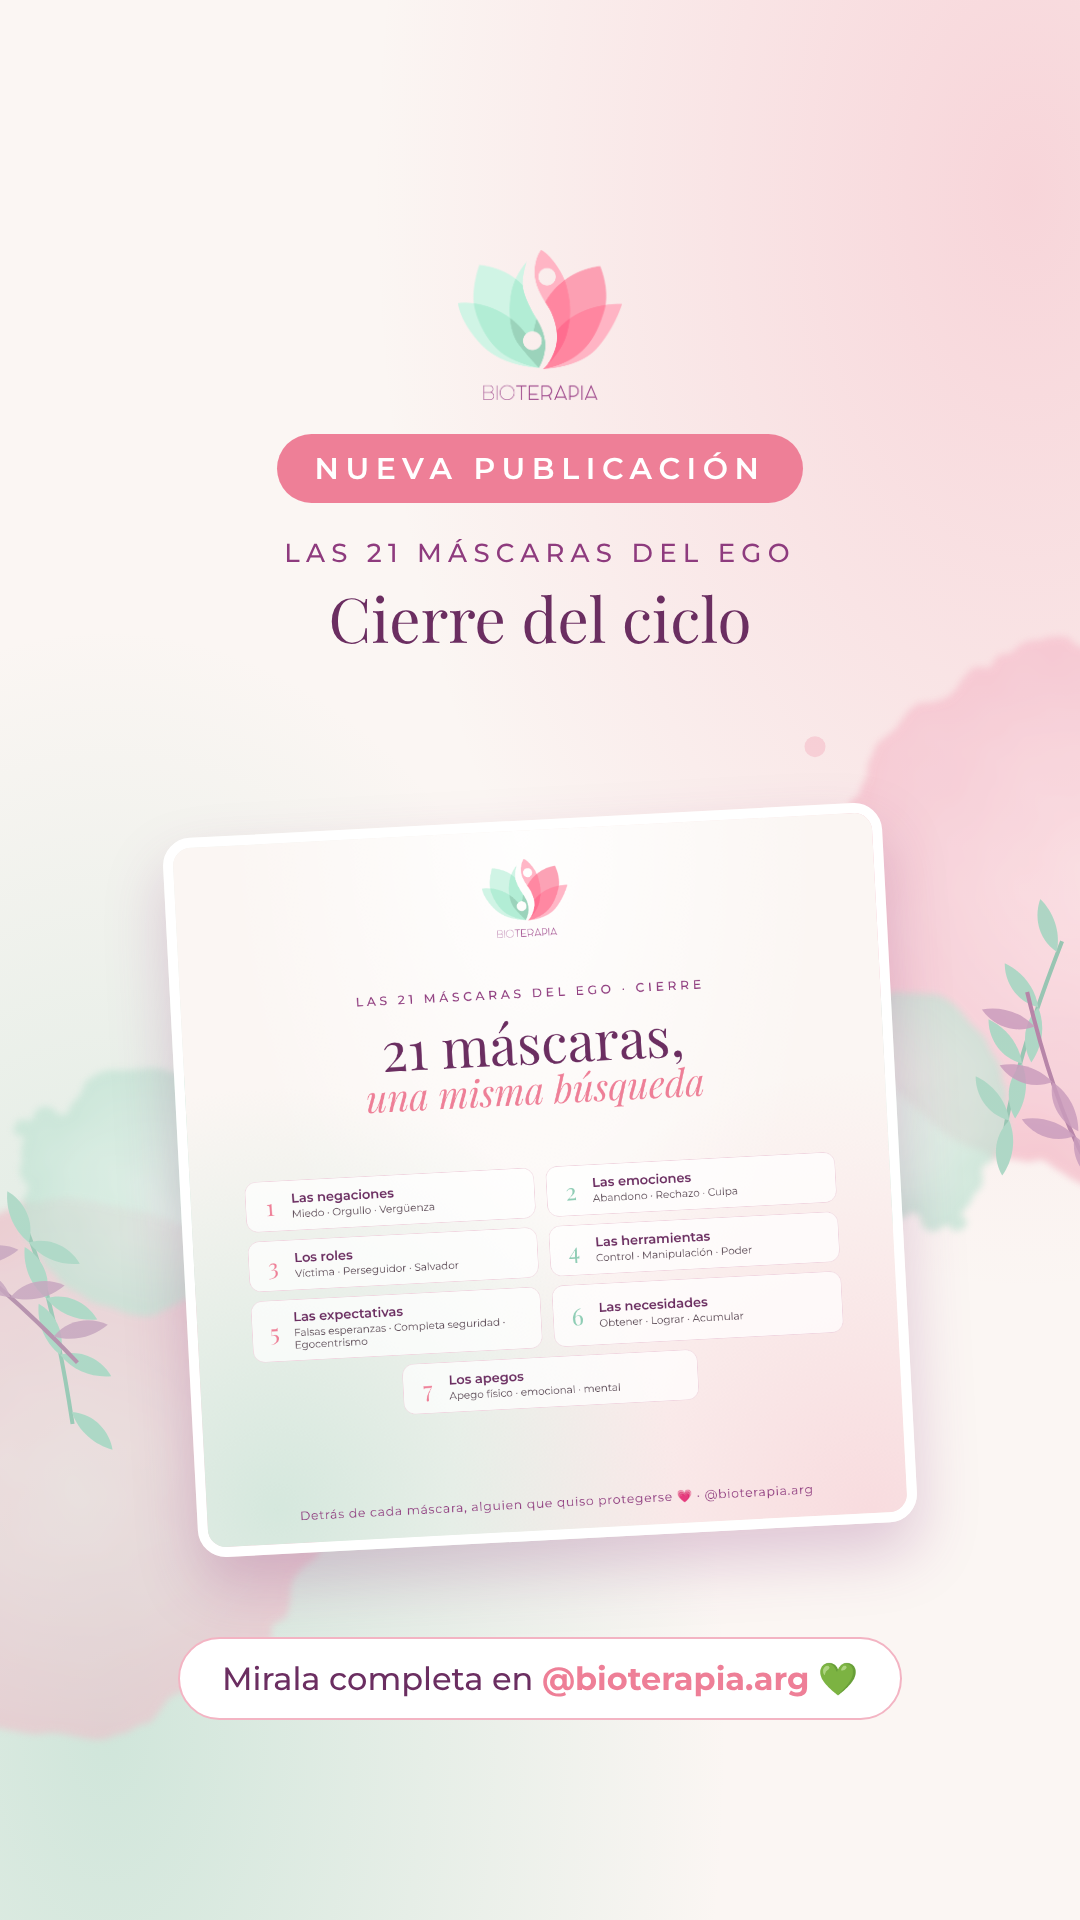 BIOTERAPIA
NUEVA PUBLICACIÓN
LAS 21 MÁSCARAS DEL EGO
Cierre del ciclo
BIOTERAPIA
LAS 21 MÁSCARAS DEL EGO · CIERRE
21 máscaras,
una misma búsqueda
1 Las negaciones
Miedo · Orgullo · Vergüenza
2 Las emociones
Abandono · Rechazo · Culpa
3 Los roles
Víctima · Perseguidor · Salvador
4 Las herramientas
Control · Manipulación · Poder
5 Las expectativas
Falsas esperanzas · Completa seguridad ·
Egocentrismo
6 Las necesidades
Obtener · Lograr · Acumular
7 Los apegos
Apego físico · emocional · mental
Detrás de cada máscara, alguien que quiso protegerse 💗 · @bioterapia.arg
Mirala completa en @bioterapia.arg 💚